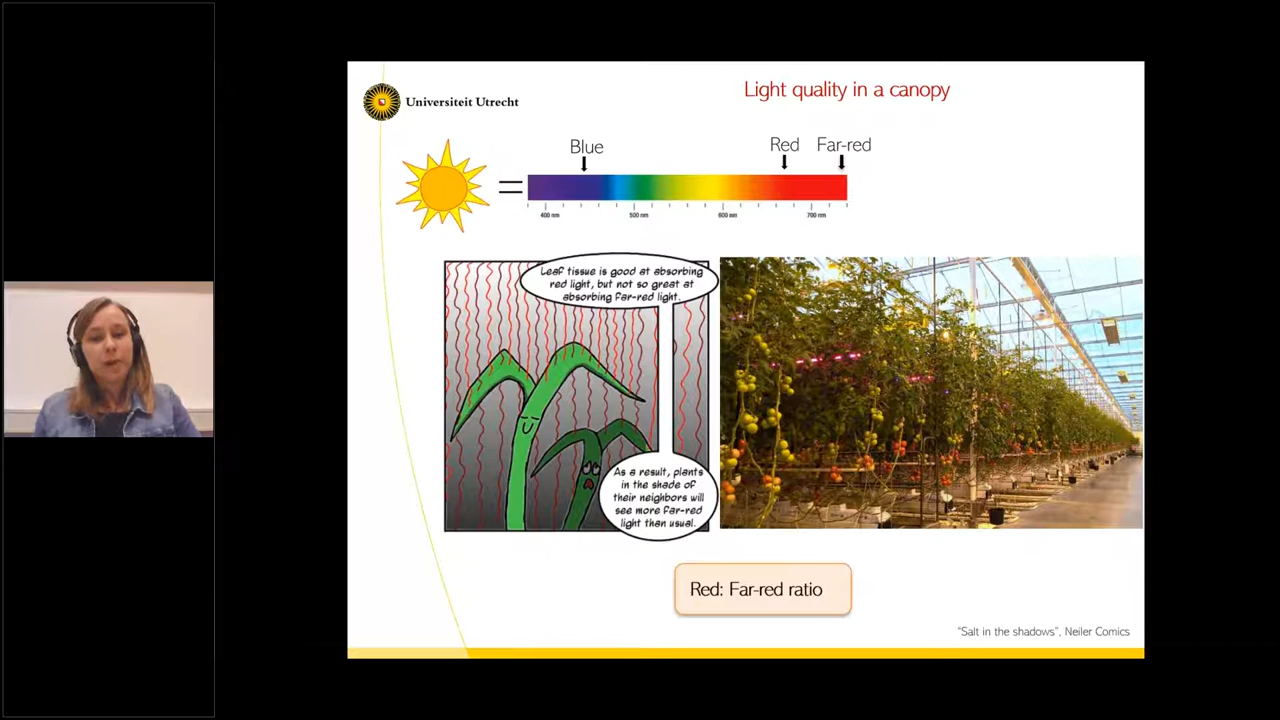 Light quality in a canopy
Universiteit Utrecht
Blue
Red
Far-red
=
400 nm
500 nm
600 nm
700 nm
Leaf tissue is good at absorbing
red light, but not so great at
absorbing far-red light.
As a result, plants
in the shade of
their neighbors will
see more far-red
light than usual.
Red: Far-red ratio
"Salt in the shadows", Neiler Comics